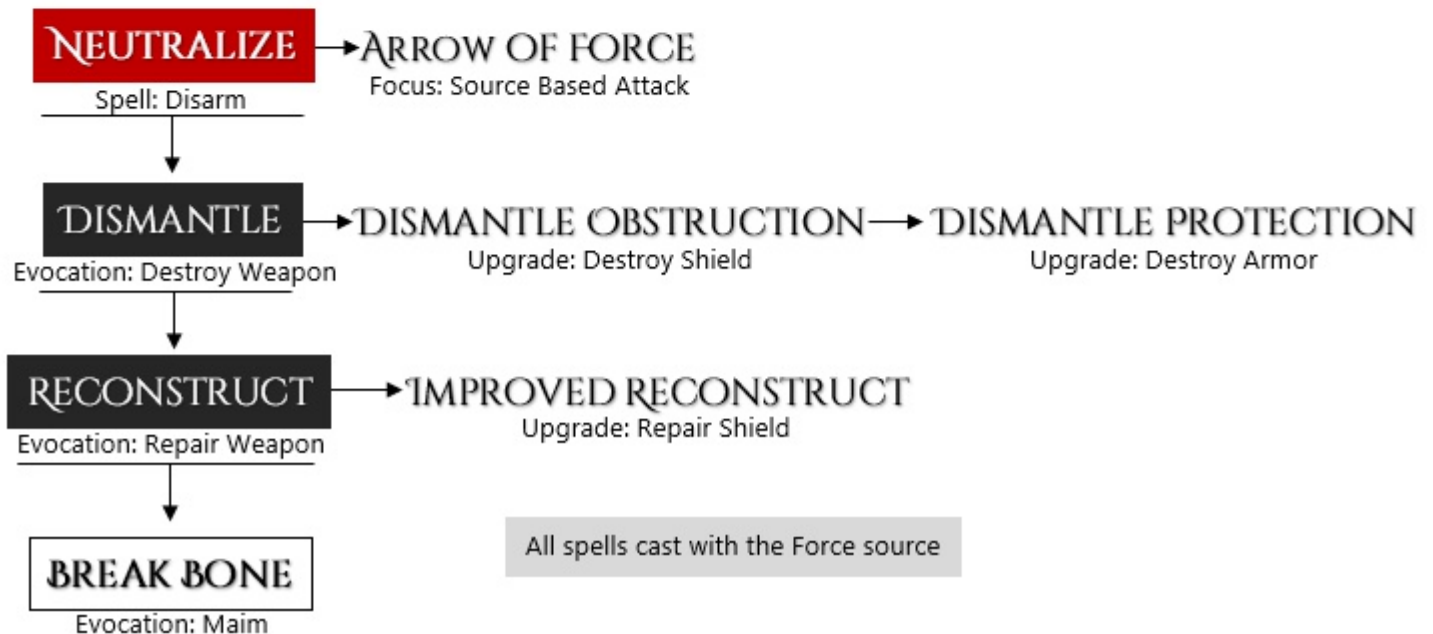 NEUTRALIZE
Spell: Disarm
ARROW OF FORCE
Focus: Source Based Attack
DISMANTLE
Evocation: Destroy Weapon
DISMANTLE OBSTRUCTION
Upgrade: Destroy Shield
DISMANTLE PROTECTION
Upgrade: Destroy Armor
RECONSTRUCT
Evocation: Repair Weapon
IMPROVED RECONSTRUCT
Upgrade: Repair Shield
BREAK BONE
Evocation: Maim
All spells cast with the Force source